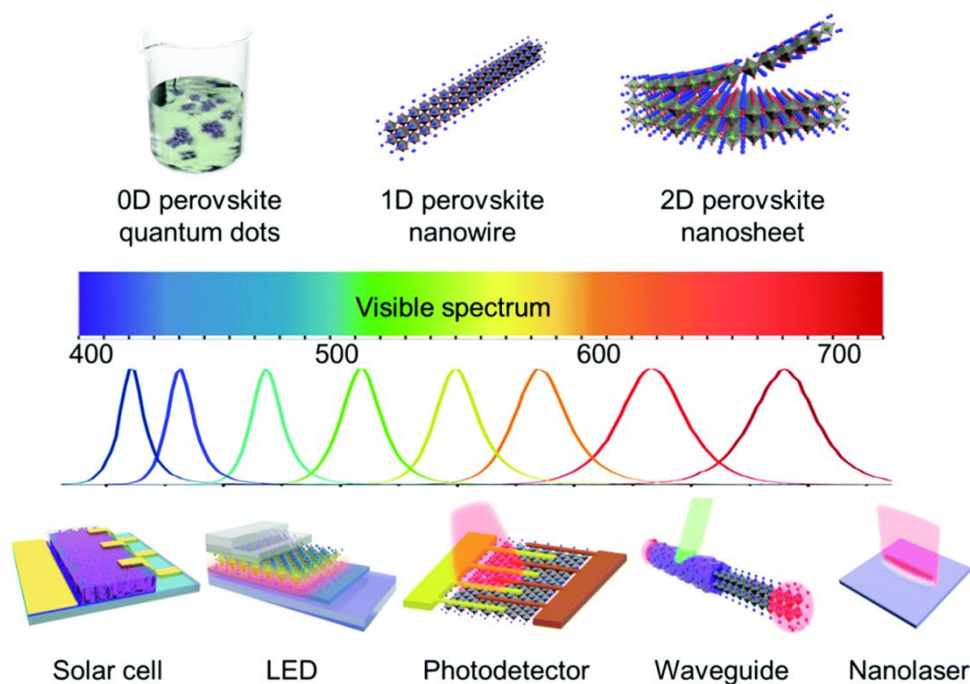 0D perovskite
quantum dots
1D perovskite
nanowire
2D perovskite
nanosheet
Visible spectrum
400 500 600 700
Solar cell
LED
Photodetector
Waveguide
Nanolaser